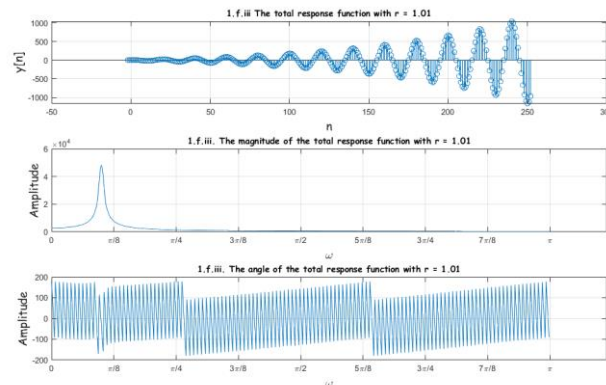 1.f.iii The total response function with r = 1.01
1000
500
0
-500
-1000
y[n]
-50
0
50
100
150
200
250
300
n
1.f.iii. The magnitude of the total response function with r = 1.01
×10⁴
6
4
2
0
Amplitude
0
π/8
π/4
3π/8
π/2
5π/8
3π/4
7π/8
π
ω
1.f.iii. The angle of the total response function with r = 1.01
200
100
0
-100
-200
Amplitude
0
π/8
π/4
3π/8
π/2
5π/8
3π/4
7π/8
π
ω